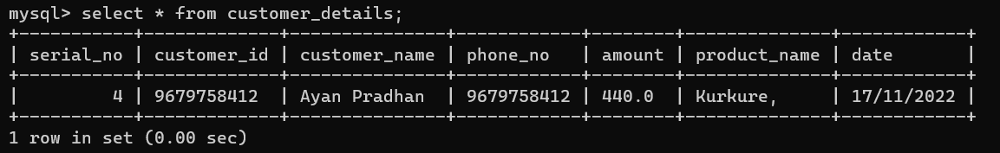 mysql> select * from customer_details;
+-----------+-------------+---------------+------------+--------+--------------+------------+
| serial_no | customer_id | customer_name | phone_no   | amount | product_name | date       |
+-----------+-------------+---------------+------------+--------+--------------+------------+
|         4 | 9679758412  | Ayan Pradhan  | 9679758412 | 440.0  | Kurkure,     | 17/11/2022 |
+-----------+-------------+---------------+------------+--------+--------------+------------+
1 row in set (0.00 sec)